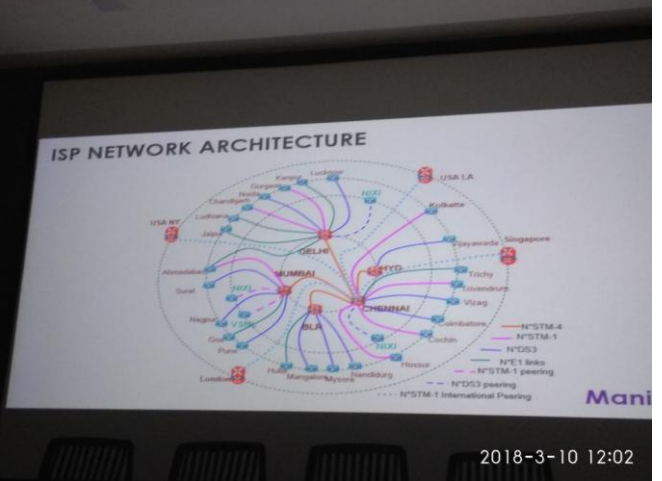 ISP NETWORK ARCHITECTURE
Lucknow
Kanpur
Gurgaon
Noida
Chandigarh
Ludhiana
Jaipur
NIXI
USA LA
USA NY
Kolkatta
DELHI
Vijayawada
Singapore
Ahmedabad
MUMBAI
HYD
Trichy
Surat
NIXI
Trivendrum
Vizag
CHENNAI
Nagpur
VSNL
BLR
Coimbatore
Goa
Cochin
Pune
NIXI
Hossur
London
Hubli
Mangalore
Mysore
Nandidurg
N*STM-4
N*STM-1
N*DS3
N*E1 links
N*STM-1 peering
N*DS3 peering
N*STM-1 International Peering
Mani
2018-3-10 12:02